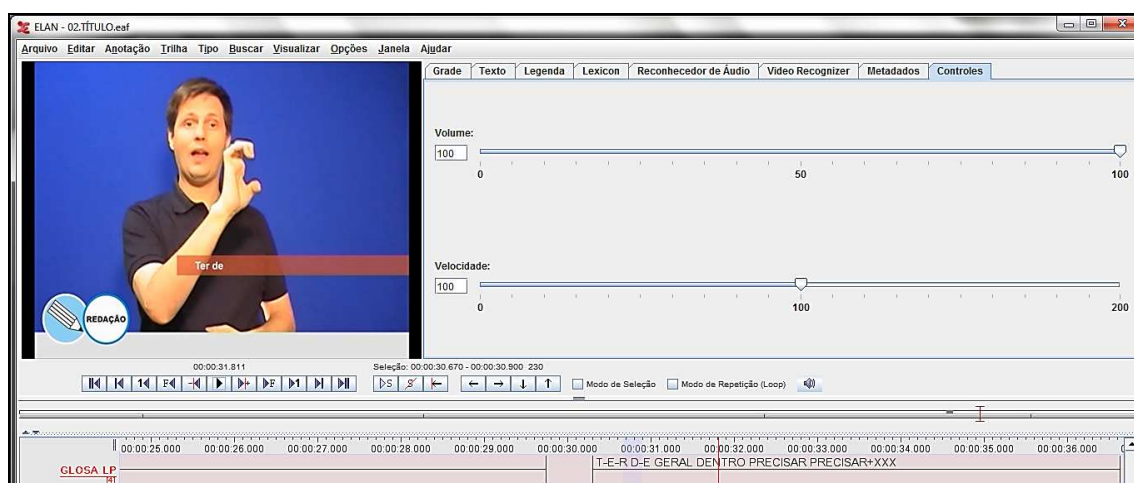 ELAN - 02.TÍTULO.eaf
Arquivo Editar Anotação Trilha Tipo Buscar Visualizar Opções Janela Ajudar
Grade Texto Legenda Lexicon Reconhecedor de Áudio Video Recognizer Metadados Controles
Volume:
100
0 50 100
Ter de
REDAÇÃO
Velocidade:
100
0 100 200
00:00:31.811
Seleção: 00:00:30.670 - 00:00:30.900 230
Modo de Seleção Modo de Repetição (Loop)
00:00:25.000 00:00:26.000 00:00:27.000 00:00:28.000 00:00:29.000 00:00:30.000 00:00:31.000 00:00:32.000 00:00:33.000 00:00:34.000 00:00:35.000 00:00:36.000
GLOSA LP
[4]
T-E-R D-E GERAL DENTRO PRECISAR PRECISAR+XXX